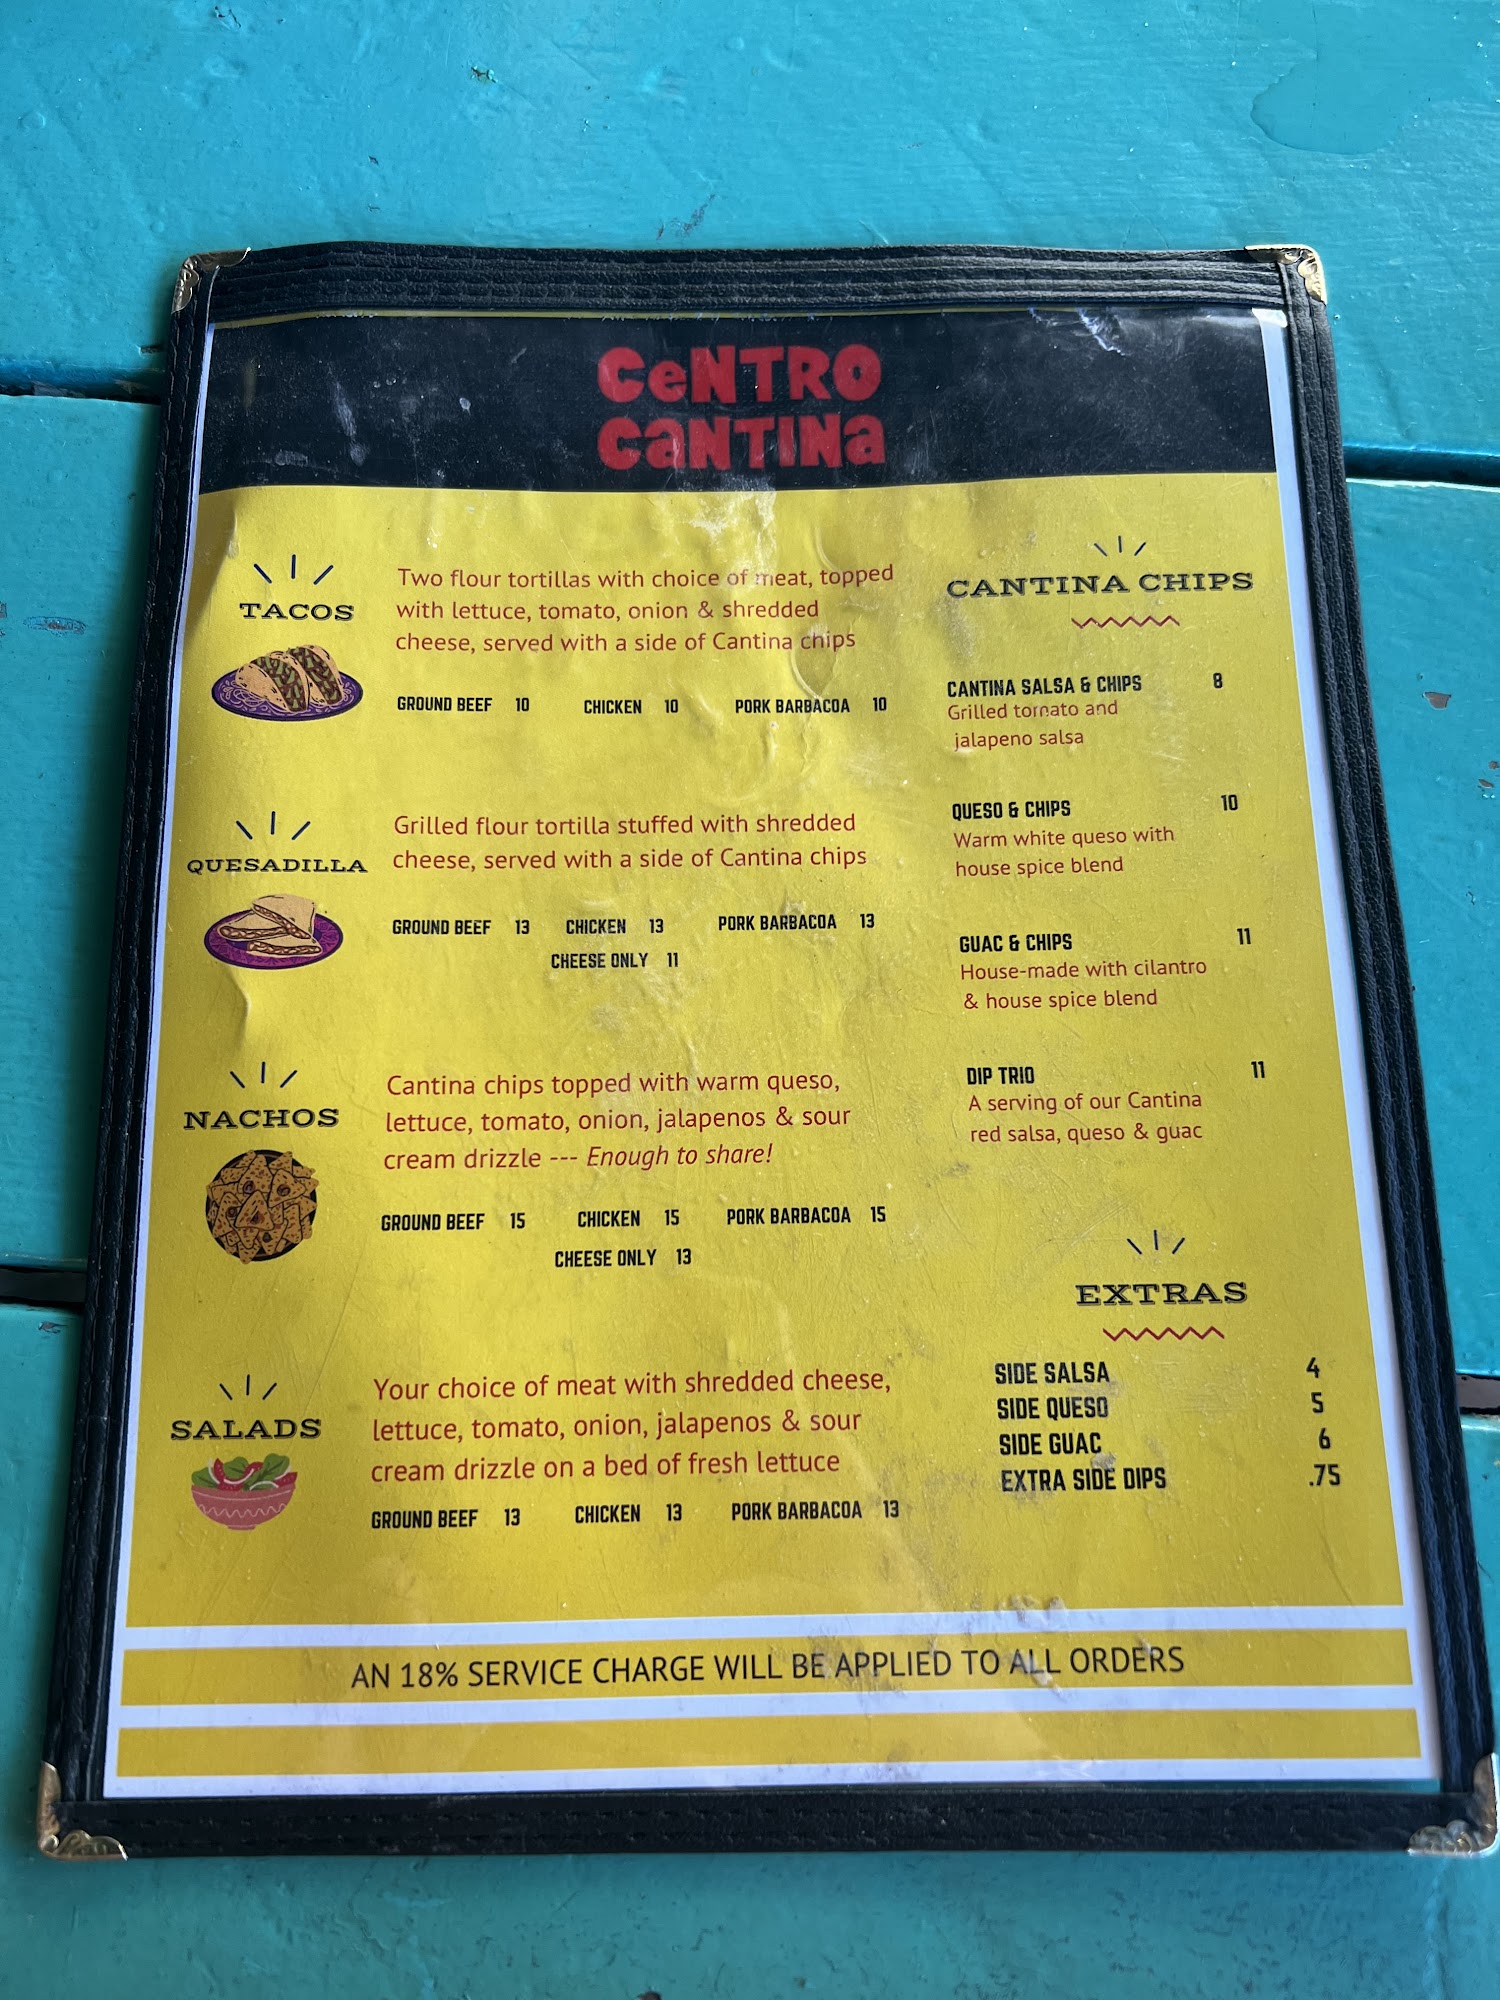 CeNTRO
CaNTINa
TACOS
Two flour tortillas with choice of meat, topped
with lettuce, tomato, onion & shredded
cheese, served with a side of Cantina chips
GROUND BEEF 10 CHICKEN 10 PORK BARBACOA 10
QUESADILLA
Grilled flour tortilla stuffed with shredded
cheese, served with a side of Cantina chips
GROUND BEEF 13 CHICKEN 13 PORK BARBACOA 13
CHEESE ONLY 11
NACHOS
Cantina chips topped with warm queso,
lettuce, tomato, onion, jalapenos & sour
cream drizzle --- Enough to share!
GROUND BEEF 15 CHICKEN 15 PORK BARBACOA 15
CHEESE ONLY 13
SALADS
Your choice of meat with shredded cheese,
lettuce, tomato, onion, jalapenos & sour
cream drizzle on a bed of fresh lettuce
GROUND BEEF 13 CHICKEN 13 PORK BARBACOA 13
CANTINA CHIPS
CANTINA SALSA & CHIPS 8
Grilled tomato and
jalapeno salsa
QUESO & CHIPS 10
Warm white queso with
house spice blend
GUAC & CHIPS 11
House-made with cilantro
& house spice blend
DIP TRIO 11
A serving of our Cantina
red salsa, queso & guac
EXTRAS
SIDE SALSA 4
SIDE QUESO 5
SIDE GUAC 6
EXTRA SIDE DIPS .75
AN 18% SERVICE CHARGE WILL BE APPLIED TO ALL ORDERS